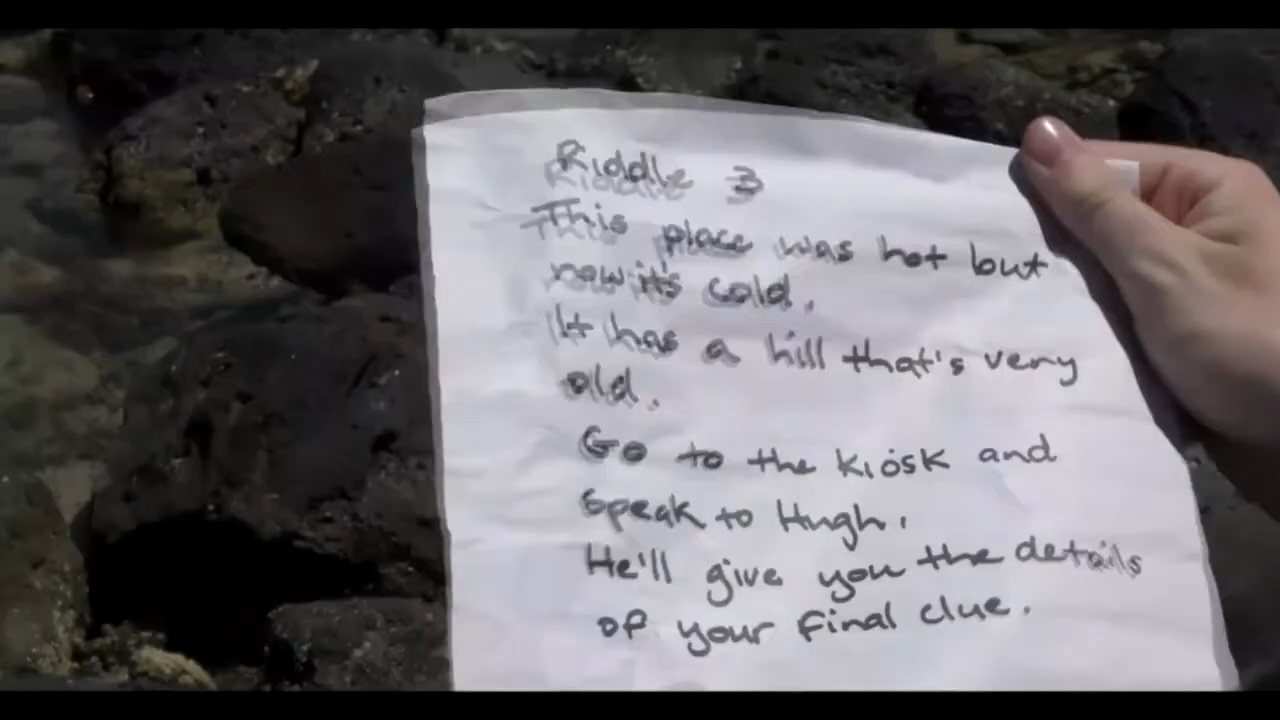 Riddle 3
This place was hot but
now it's cold.
It has a hill that's very
old.
Go to the kiosk and
speak to Hugh.
He'll give you the details
of your final clue.